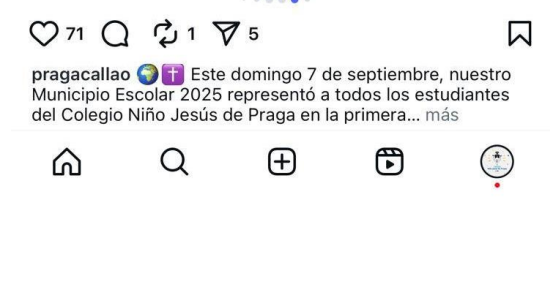 71 1 5
pragacallao 🌍✝️ Este domingo 7 de septiembre, nuestro
Municipio Escolar 2025 representó a todos los estudiantes
del Colegio Niño Jesús de Praga en la primera... más